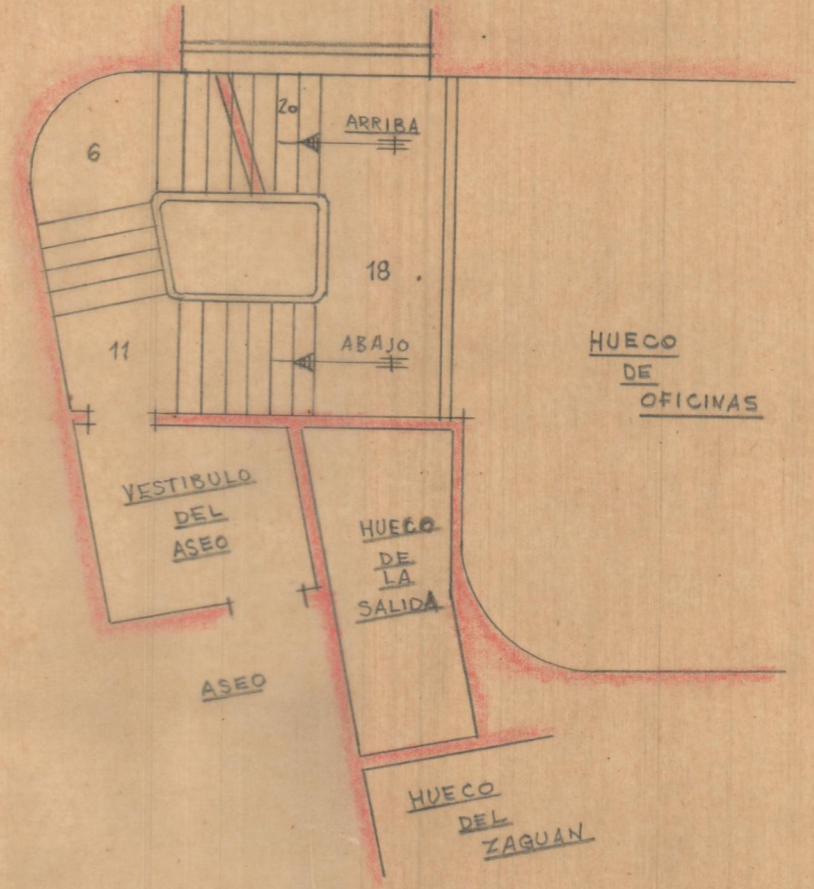 20
ARRIBA
6
18
11
ABAJO
HUECO
DE
OFICINAS
VESTIBULO
DEL
ASEO
HUECO
DE
LA
SALIDA
ASEO
HUECO
DEL
ZAGUAN